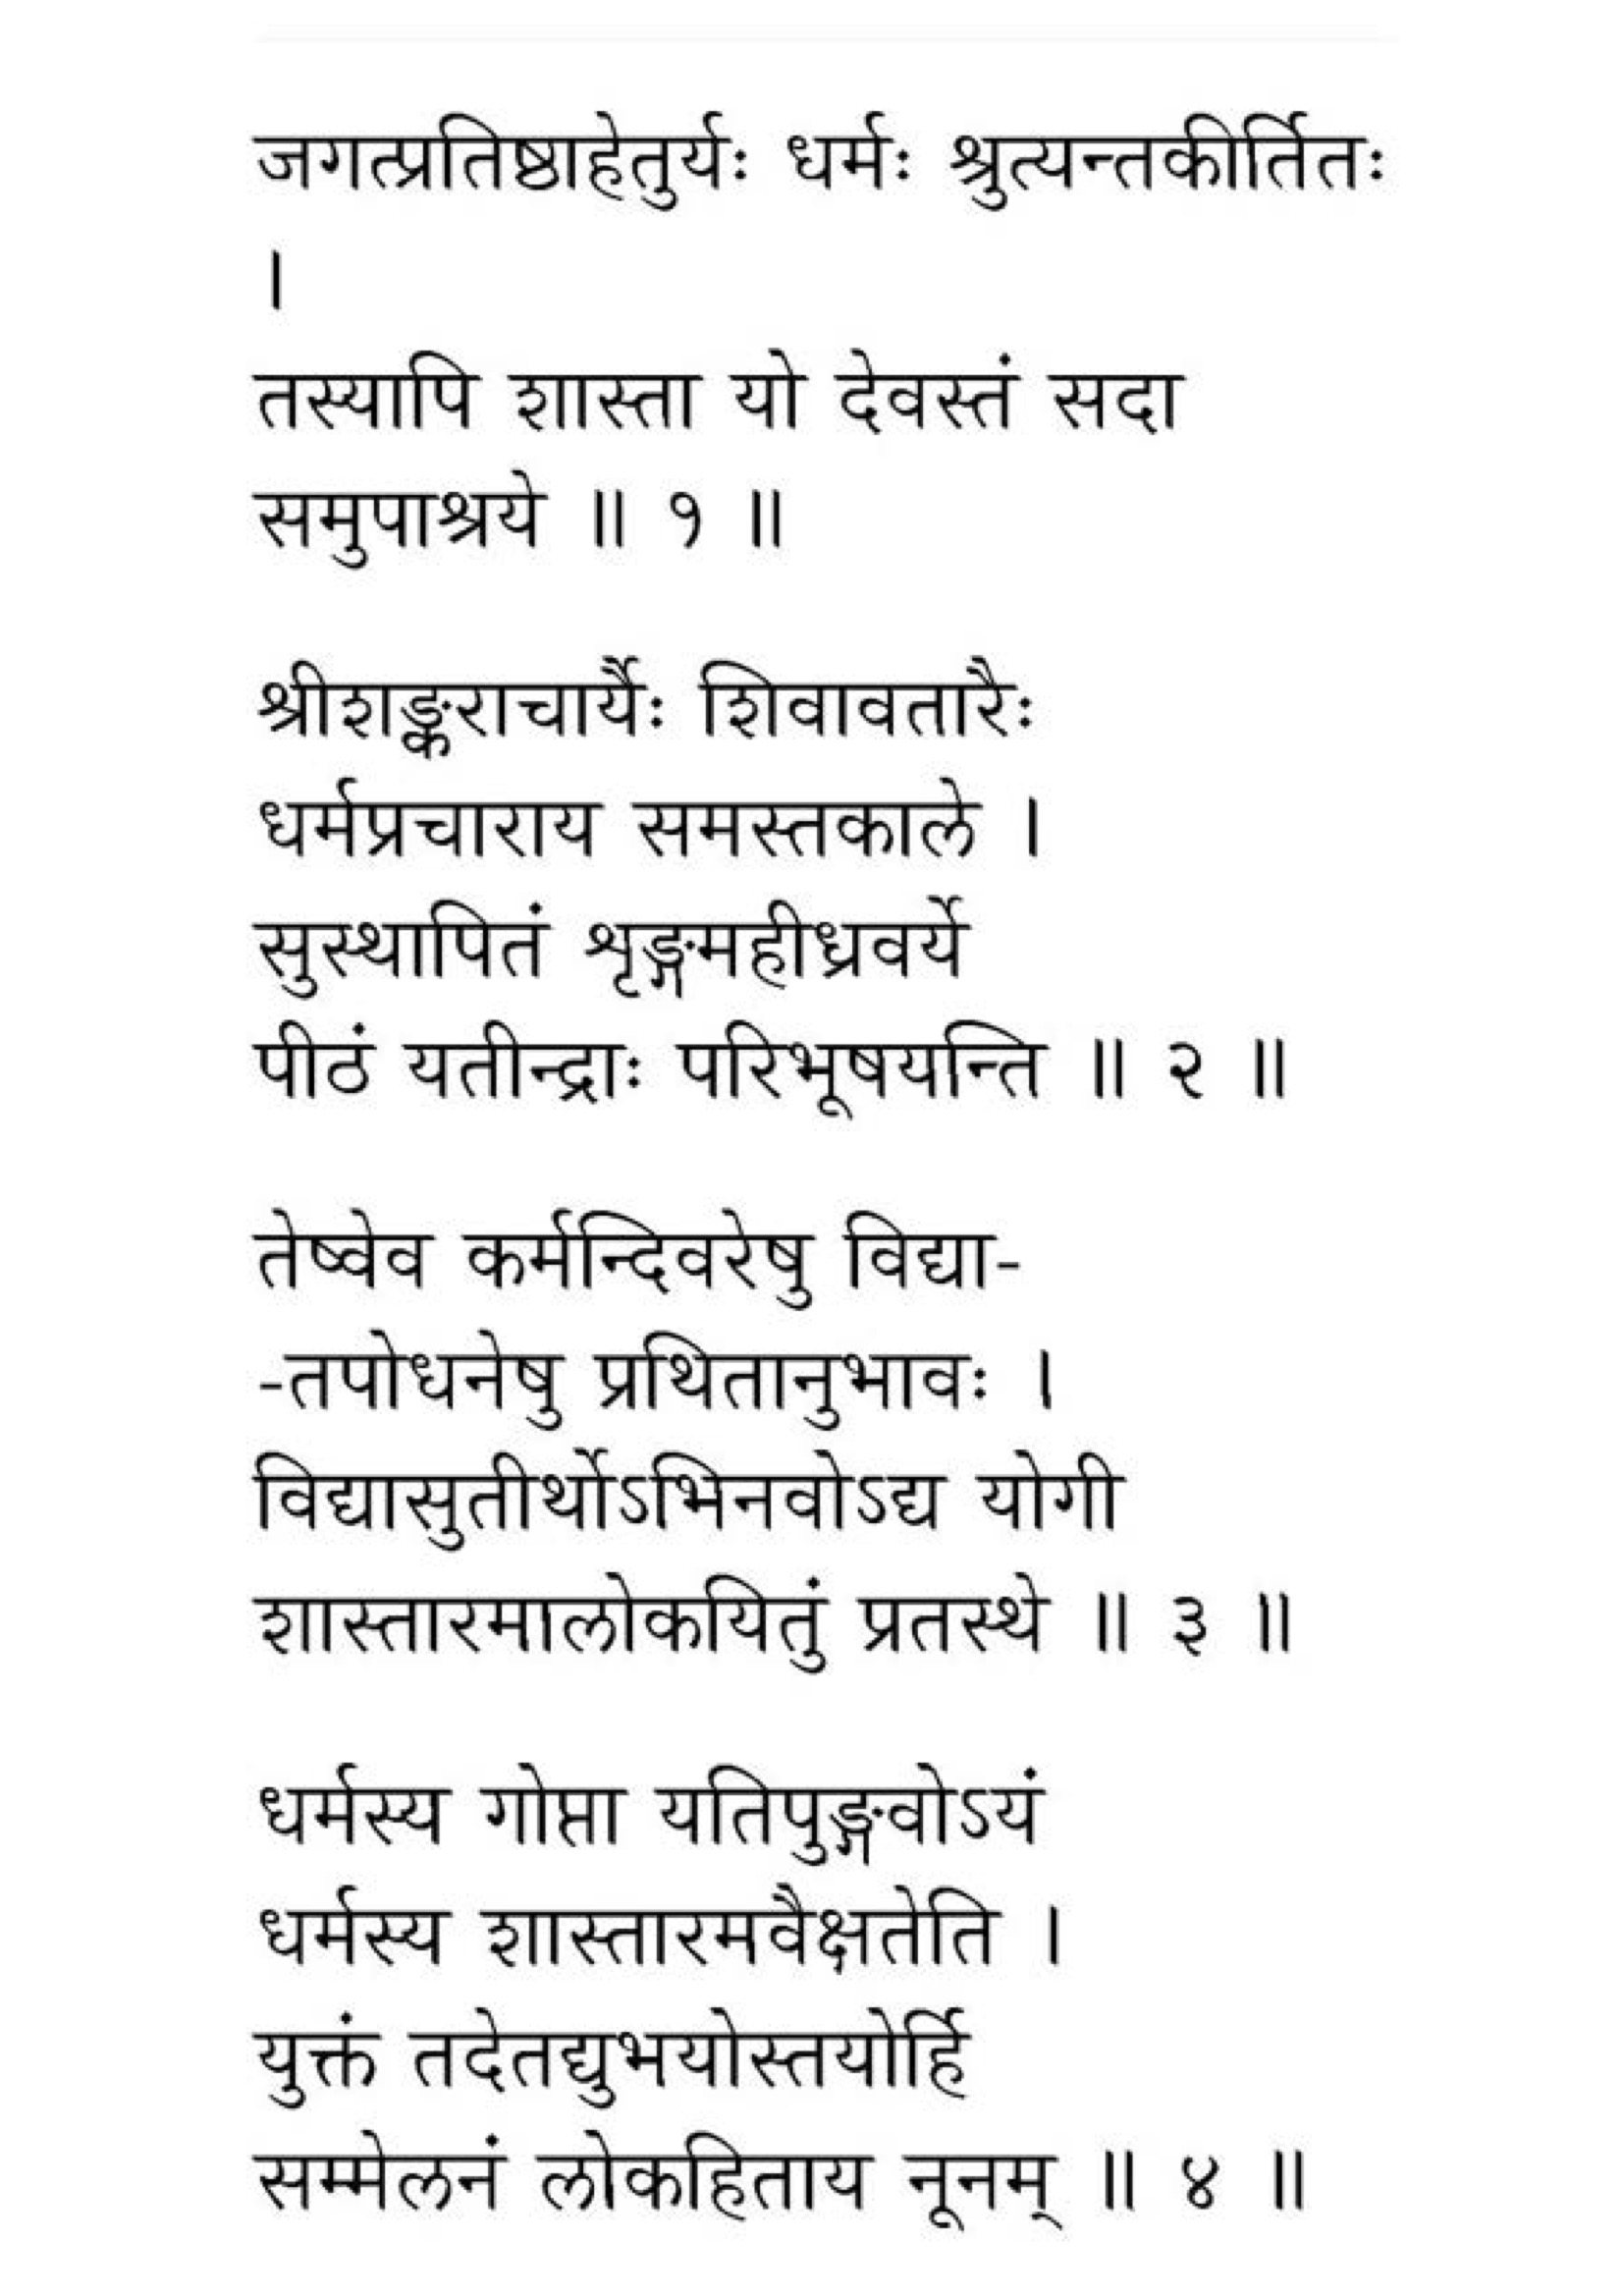 जगत्प्रतिष्ठाहेतुर्यः धर्मः श्रुत्यन्तकीर्तितः
।
तस्यापि शास्ता यो देवस्तं सदा
समुपाश्रये ॥ १ ॥
श्रीशङ्कराचार्यैः शिवावतारैः
धर्मप्रचाराय समस्तकाले ।
सुस्थापितं शृङ्गमहीध्रवर्ये
पीठं यतीन्द्राः परिभूषयन्ति ॥ २ ॥
तेष्वेव कर्मन्दिवरेषु विद्या-
-तपोधनेषु प्रथितानुभावः ।
विद्यासुतीर्थोऽभिनवोऽद्य योगी
शास्तारमालोकयितुं प्रतस्थे ॥ ३ ॥
धर्मस्य गोप्ता यतिपुङ्गवोऽयं
धर्मस्य शास्तारमवैक्षतेति ।
युक्तं तदेतद्युभयोस्तयोर्हि
सम्मेलनं लोकहिताय नूनम् ॥ ४ ॥